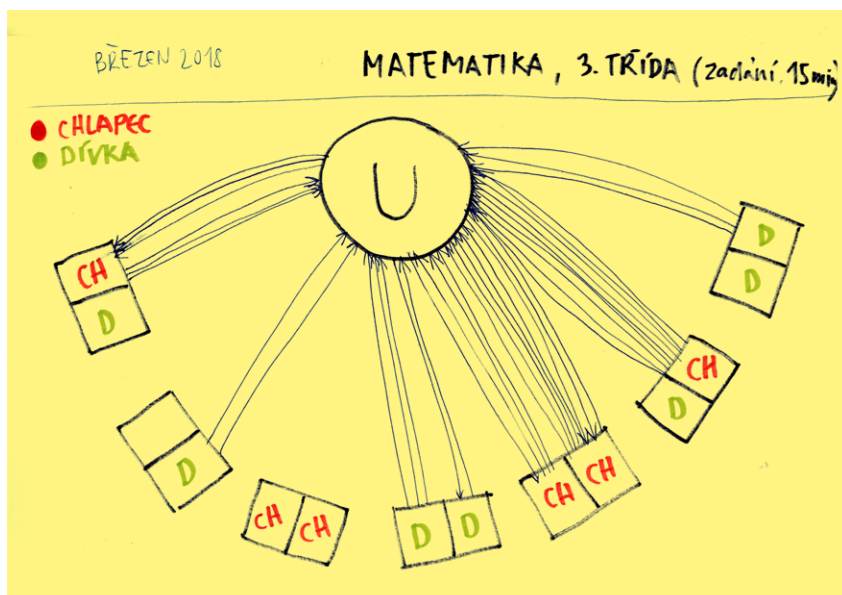 BŘEZEN 2018
MATEMATIKA, 3. TŘÍDA (zadání 15 min)
CHLAPEC
DÍVKA
U
CH
D
D
D
D
CH
D
CH
CH
D
D
CH
CH